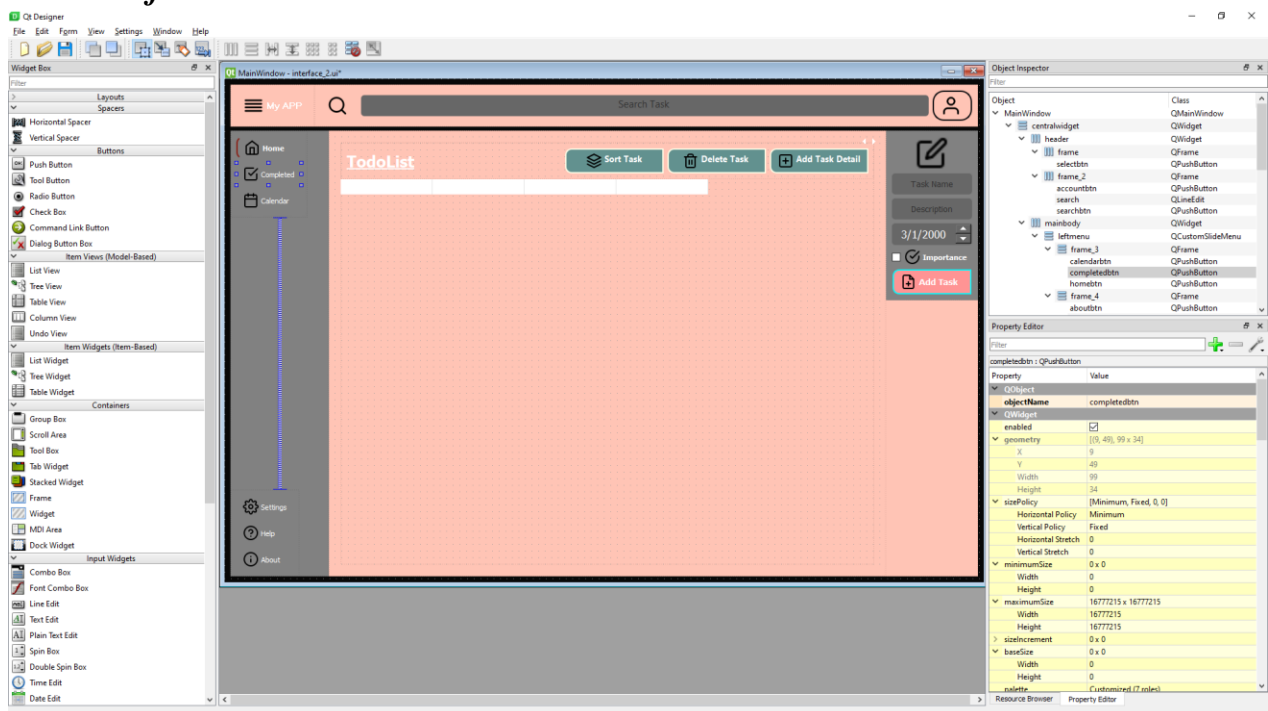 Qt Designer
File Edit Form View Settings Window Help
Widget Box
Filter
Layouts
Spacers
Horizontal Spacer
Vertical Spacer
Buttons
Push Button
Tool Button
Radio Button
Check Box
Command Link Button
Dialog Button Box
Item Views (Model-Based)
List View
Tree View
Table View
Column View
Undo View
Item Widgets (Item-Based)
List Widget
Tree Widget
Table Widget
Containers
Group Box
Scroll Area
Tool Box
Tab Widget
Stacked Widget
Frame
Widget
MDI Area
Dock Widget
Input Widgets
Combo Box
Font Combo Box
Line Edit
Text Edit
Plain Text Edit
Spin Box
Double Spin Box
Time Edit
Date Edit
MainWindow - interface_2.ui*
My APP
Search Task
Home
Completed
Calendar
TodoList
Sort Task
Delete Task
Add Task Detail
Task Name
Description
3/1/2000
Importance
Add Task
Settings
Help
About
Object Inspector
Filter
Object Class
MainWindow QMainWindow
centralwidget QWidget
header QWidget
frame QFrame
selectbtn QPushButton
frame_2 QFrame
accountbtn QPushButton
search QLineEdit
searchbtn QPushButton
mainbody QWidget
leftmenu QCustomSlideMenu
frame_3 QFrame
calendarbtn QPushButton
completedbtn QPushButton
homebtn QPushButton
frame_4 QFrame
aboutbtn QPushButton
Property Editor
Filter
completedbtn : QPushButton
Property Value
QObject
objectName completedbtn
QWidget
enabled
geometry [(9, 49), 99 x 34]
X 9
Y 49
Width 99
Height 34
sizePolicy [Minimum, Fixed, 0, 0]
Horizontal Policy Minimum
Vertical Policy Fixed
Horizontal Stretch 0
Vertical Stretch 0
minimumSize 0 x 0
Width 0
Height 0
maximumSize 16777215 x 16777215
Width 16777215
Height 16777215
sizeIncrement 0 x 0
baseSize 0 x 0
Width 0
Height 0
palette Customized (7 roles)
Resource Browser Property Editor